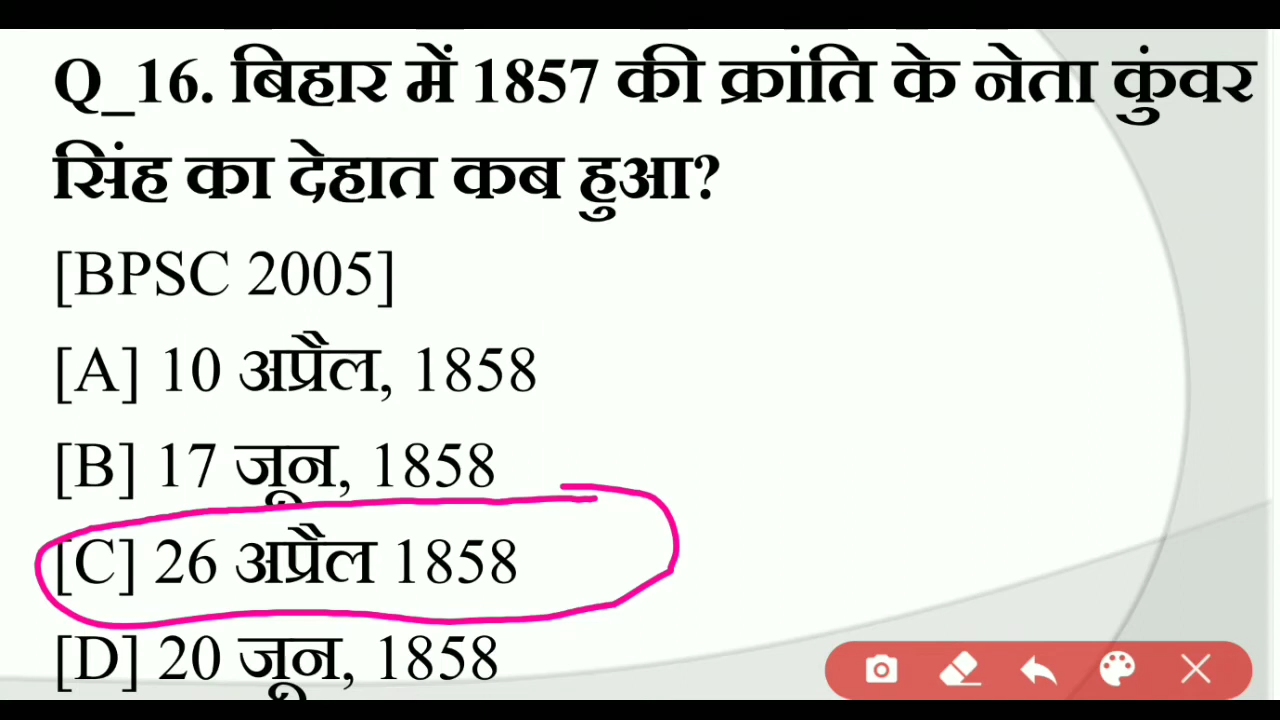 Q_16. बिहार में 1857 की क्रांति के नेता कुंवर
सिंह का देहात कब हुआ?
[BPSC 2005]
[A] 10 अप्रैल, 1858
[B] 17 जून, 1858
[C] 26 अप्रैल 1858
[D] 20 जून, 1858